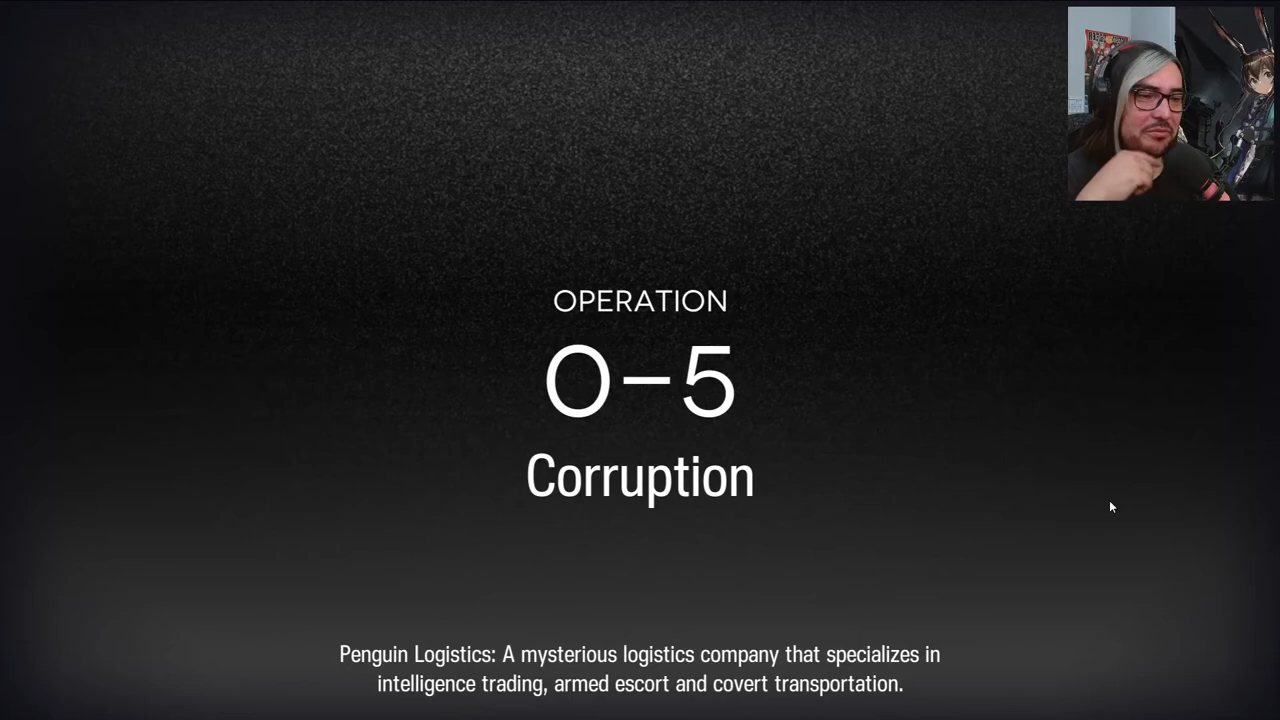 OPERATION
0-5
Corruption
Penguin Logistics: A mysterious logistics company that specializes in
intelligence trading, armed escort and covert transportation.